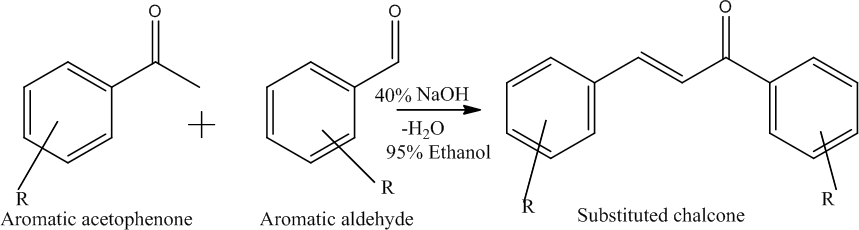 O
O
O
40% NaOH
-H₂O
95% Ethanol
R
R
R
R
Aromatic acetophenone
Aromatic aldehyde
Substituted chalcone